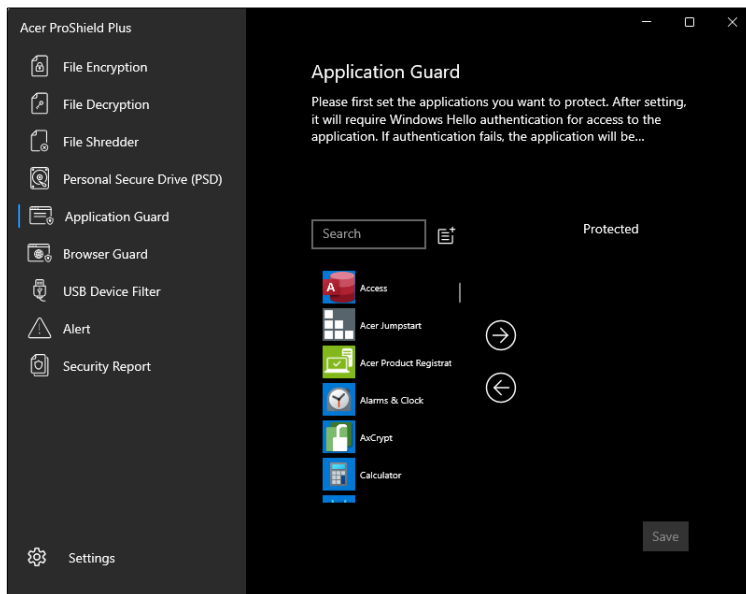 Acer ProShield Plus
File Encryption
File Decryption
File Shredder
Personal Secure Drive (PSD)
Application Guard
Browser Guard
USB Device Filter
Alert
Security Report
Settings
Application Guard
Please first set the applications you want to protect. After setting,
it will require Windows Hello authentication for access to the
application. If authentication fails, the application will be...
Search
Protected
A
Access
Acer Jumpstart
Acer Product Registrat
Alarms & Clock
AxCrypt
Calculator
Save